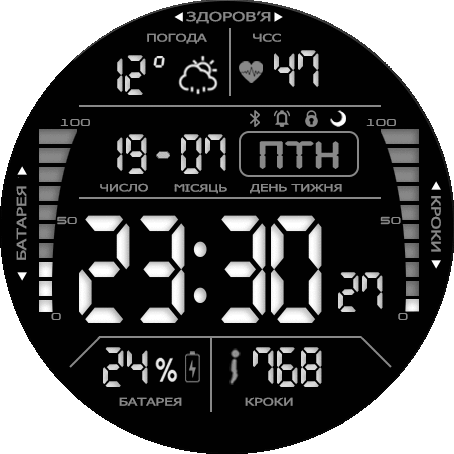 ЗДОРОВ'Я
ПОГОДА ЧСС
12° 47
100 100
19-07 ПТН
ЧИСЛО МІСЯЦЬ ДЕНЬ ТИЖНЯ
БАТАРЕЯ КРОКИ
50 50
23:30 27
0 0
24% 768
БАТАРЕЯ КРОКИ